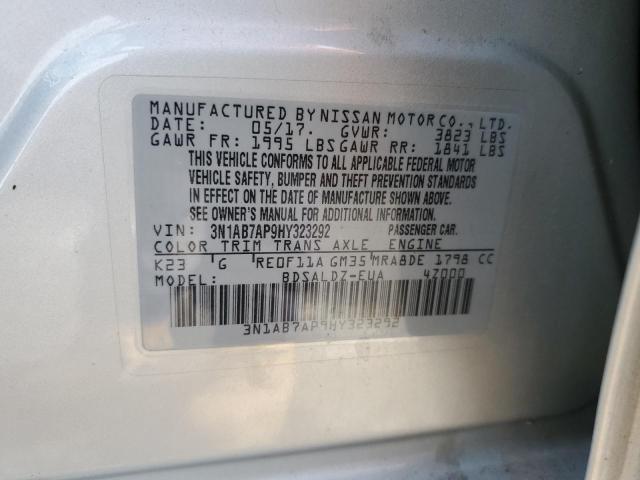 MANUFACTURED BY NISSAN MOTOR CO., LTD.
DATE: 05/17. GVWR: 3823 LBS
GAWR FR: 1995 LBS GAWR RR: 1841 LBS
THIS VEHICLE CONFORMS TO ALL APPLICABLE FEDERAL MOTOR
VEHICLE SAFETY, BUMPER AND THEFT PREVENTION STANDARDS
IN EFFECT ON THE DATE OF MANUFACTURE SHOWN ABOVE.
SEE OWNER'S MANUAL FOR ADDITIONAL INFORMATION.
VIN: 3N1AB7AP9HY323292 PASSENGER CAR.
COLOR TRIM TRANS AXLE ENGINE
K23 G RE0F11A GM35 MRA8DE 1798 CC
MODEL: BDSALDZ-EUA 4Z000
3N1AB7AP9HY323292